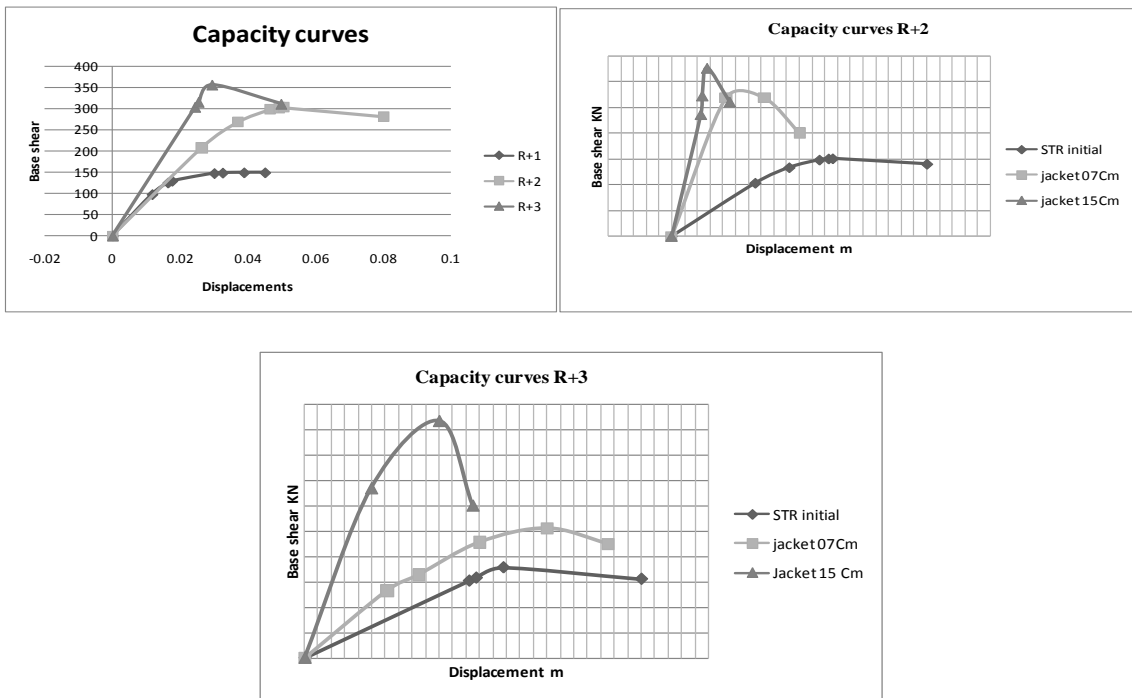 Capacity curves
400
350
300
250
200
150
100
50
0
Base shear
-0.02
0
0.02
0.04
0.06
0.08
0.1
Displacements
R+1
R+2
R+3
Capacity curves R+2
Base shear KN
Displacement m
STR initial
jacket 07Cm
jacket 15Cm
Capacity curves R+3
Base shear KN
Displacement m
STR initial
jacket 07Cm
Jacket 15 Cm